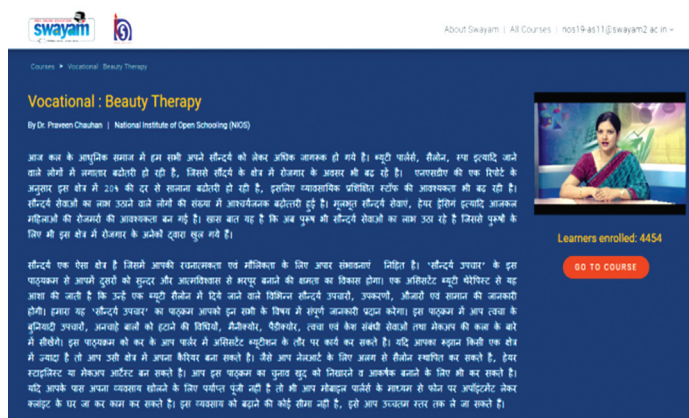 swayam
About Swayam | All Courses | nos19-as11@swayam2.ac.in
Courses ► Vocational Beauty Therapy
Vocational : Beauty Therapy
By Dr. Praveen Chauhan | National Institute of Open Schooling (NIOS)
आज कल के आधुनिक समाज में हम सभी अपने सौन्दर्य को लेकर अधिक जागरूक हो गये है। ब्यूटी पार्लर्स, सैलोन, स्पा इत्यादि जाने
वाले लोगों में लगातार बढोतरी हो रही है, जिससे सौंदर्य के क्षेत्र में रोजगार के अवसर भी बढ रहे है। एनएसडीए की एक रिपोर्ट के
अनुसार इस क्षेत्र में 20% की दर से सालाना बढोतरी हो रही है, इसलिए व्यावसायिक प्रशिक्षित स्टॉफ की आवश्यकता भी बढ रही है।
सौन्दर्य सेवाओं का लाभ उठाने वाले लोगों की संख्या में आश्चर्यजनक बढोत्तरी हुई है। मूलभूत सौन्दर्य सेवाएं, हेयर ड्रेसिंग इत्यादि आजकल
महिलाओं की रोजमर्रा की आवश्यकता बन गई है। खास बात यह है कि अब पुरूष भी सौन्दर्य सेवाओं का लाभ उठा रहे है जिससे पुरूषों के
लिए भी इस क्षेत्र में रोजगार के अनेकों द्वारा खुल गये है।
सौन्दर्य एक ऐसा क्षेत्र है जिसमें आपकी रचनात्मकता एवं मौलिकता के लिए अपार संभावनाएं निहित है। 'सौन्दर्य उपचार' के इस
पाठ्यक्रम से आपमें दुसरों को सुन्दर और आत्मविश्वास से भरपूर बनाने की क्षमता का विकास होगा। एक असिसटेंट ब्यूटी थेरेपिस्ट से यह
आशा की जाती है कि उन्हें एक ब्यूटी सैलोन में दिये जाने वाले विभिन्न सौन्दर्य उपचारों, उपकरणों, औजारों एवं सामान की जानकारी
होगी। हमारा यह 'सौन्दर्य उपचार' का पाठ्यक्रम आपको इन सभी के विषय में संपूर्ण जानकारी प्रदान करेगा। इस पाठ्यक्रम में आप त्वचा के
बुनियादी उपचारों, अनचाहे बालों को हटाने की विधियों, मैनीक्योर, पैडीक्योर, त्वचा एवं केश संबंधी सेवाओं तथा मेकअप की कला के बारे
में सीखेंगे। इस पाठ्यक्रम को कर के आप पार्लर में असिसटेंट ब्यूटीशन के तौर पर कार्य कर सकते है। यदि आपका रूझान किसी एक क्षेत्र
में ज्यादा है तो आप उसी क्षेत्र में अपना कैरियर बना सकते है। जैसे आप नेलआर्ट के लिए अलग से सैलोन स्थापित कर सकते है, हेयर
स्टाइलिस्ट या मेकअप आर्टिस्ट बन सकते है। आप इस पाठ्यक्रम का चुनाव खुद को निखारने व आकर्षक बनाने के लिए भी कर सकते है।
यदि आपके पास अपना व्यवसाय खोलने के लिए पर्याप्त पूंजी नहीं है तो भी आप मोबाइल पार्लर्स के माध्यम से फोन पर अपॉइंटमेंट लेकर
क्लाइंट के घर जा कर काम कर सकते है। इस व्यवसाय को बढ़ाने की कोई सीमा नहीं है, इसे आप उच्चतम स्तर तक ले जा सकते है।
Learners enrolled: 4454
GO TO COURSE